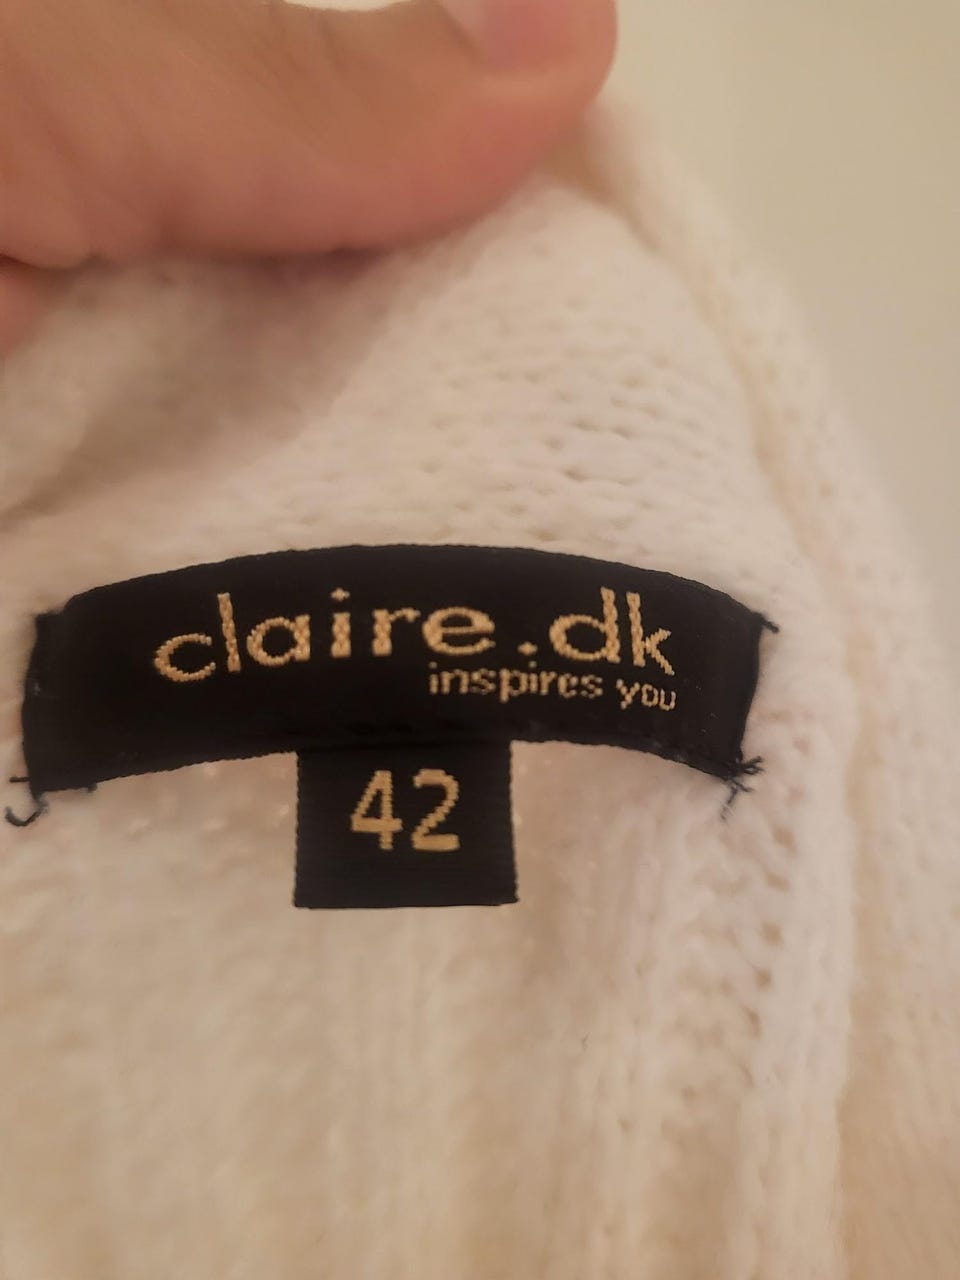 claire.dk
inspires you
42